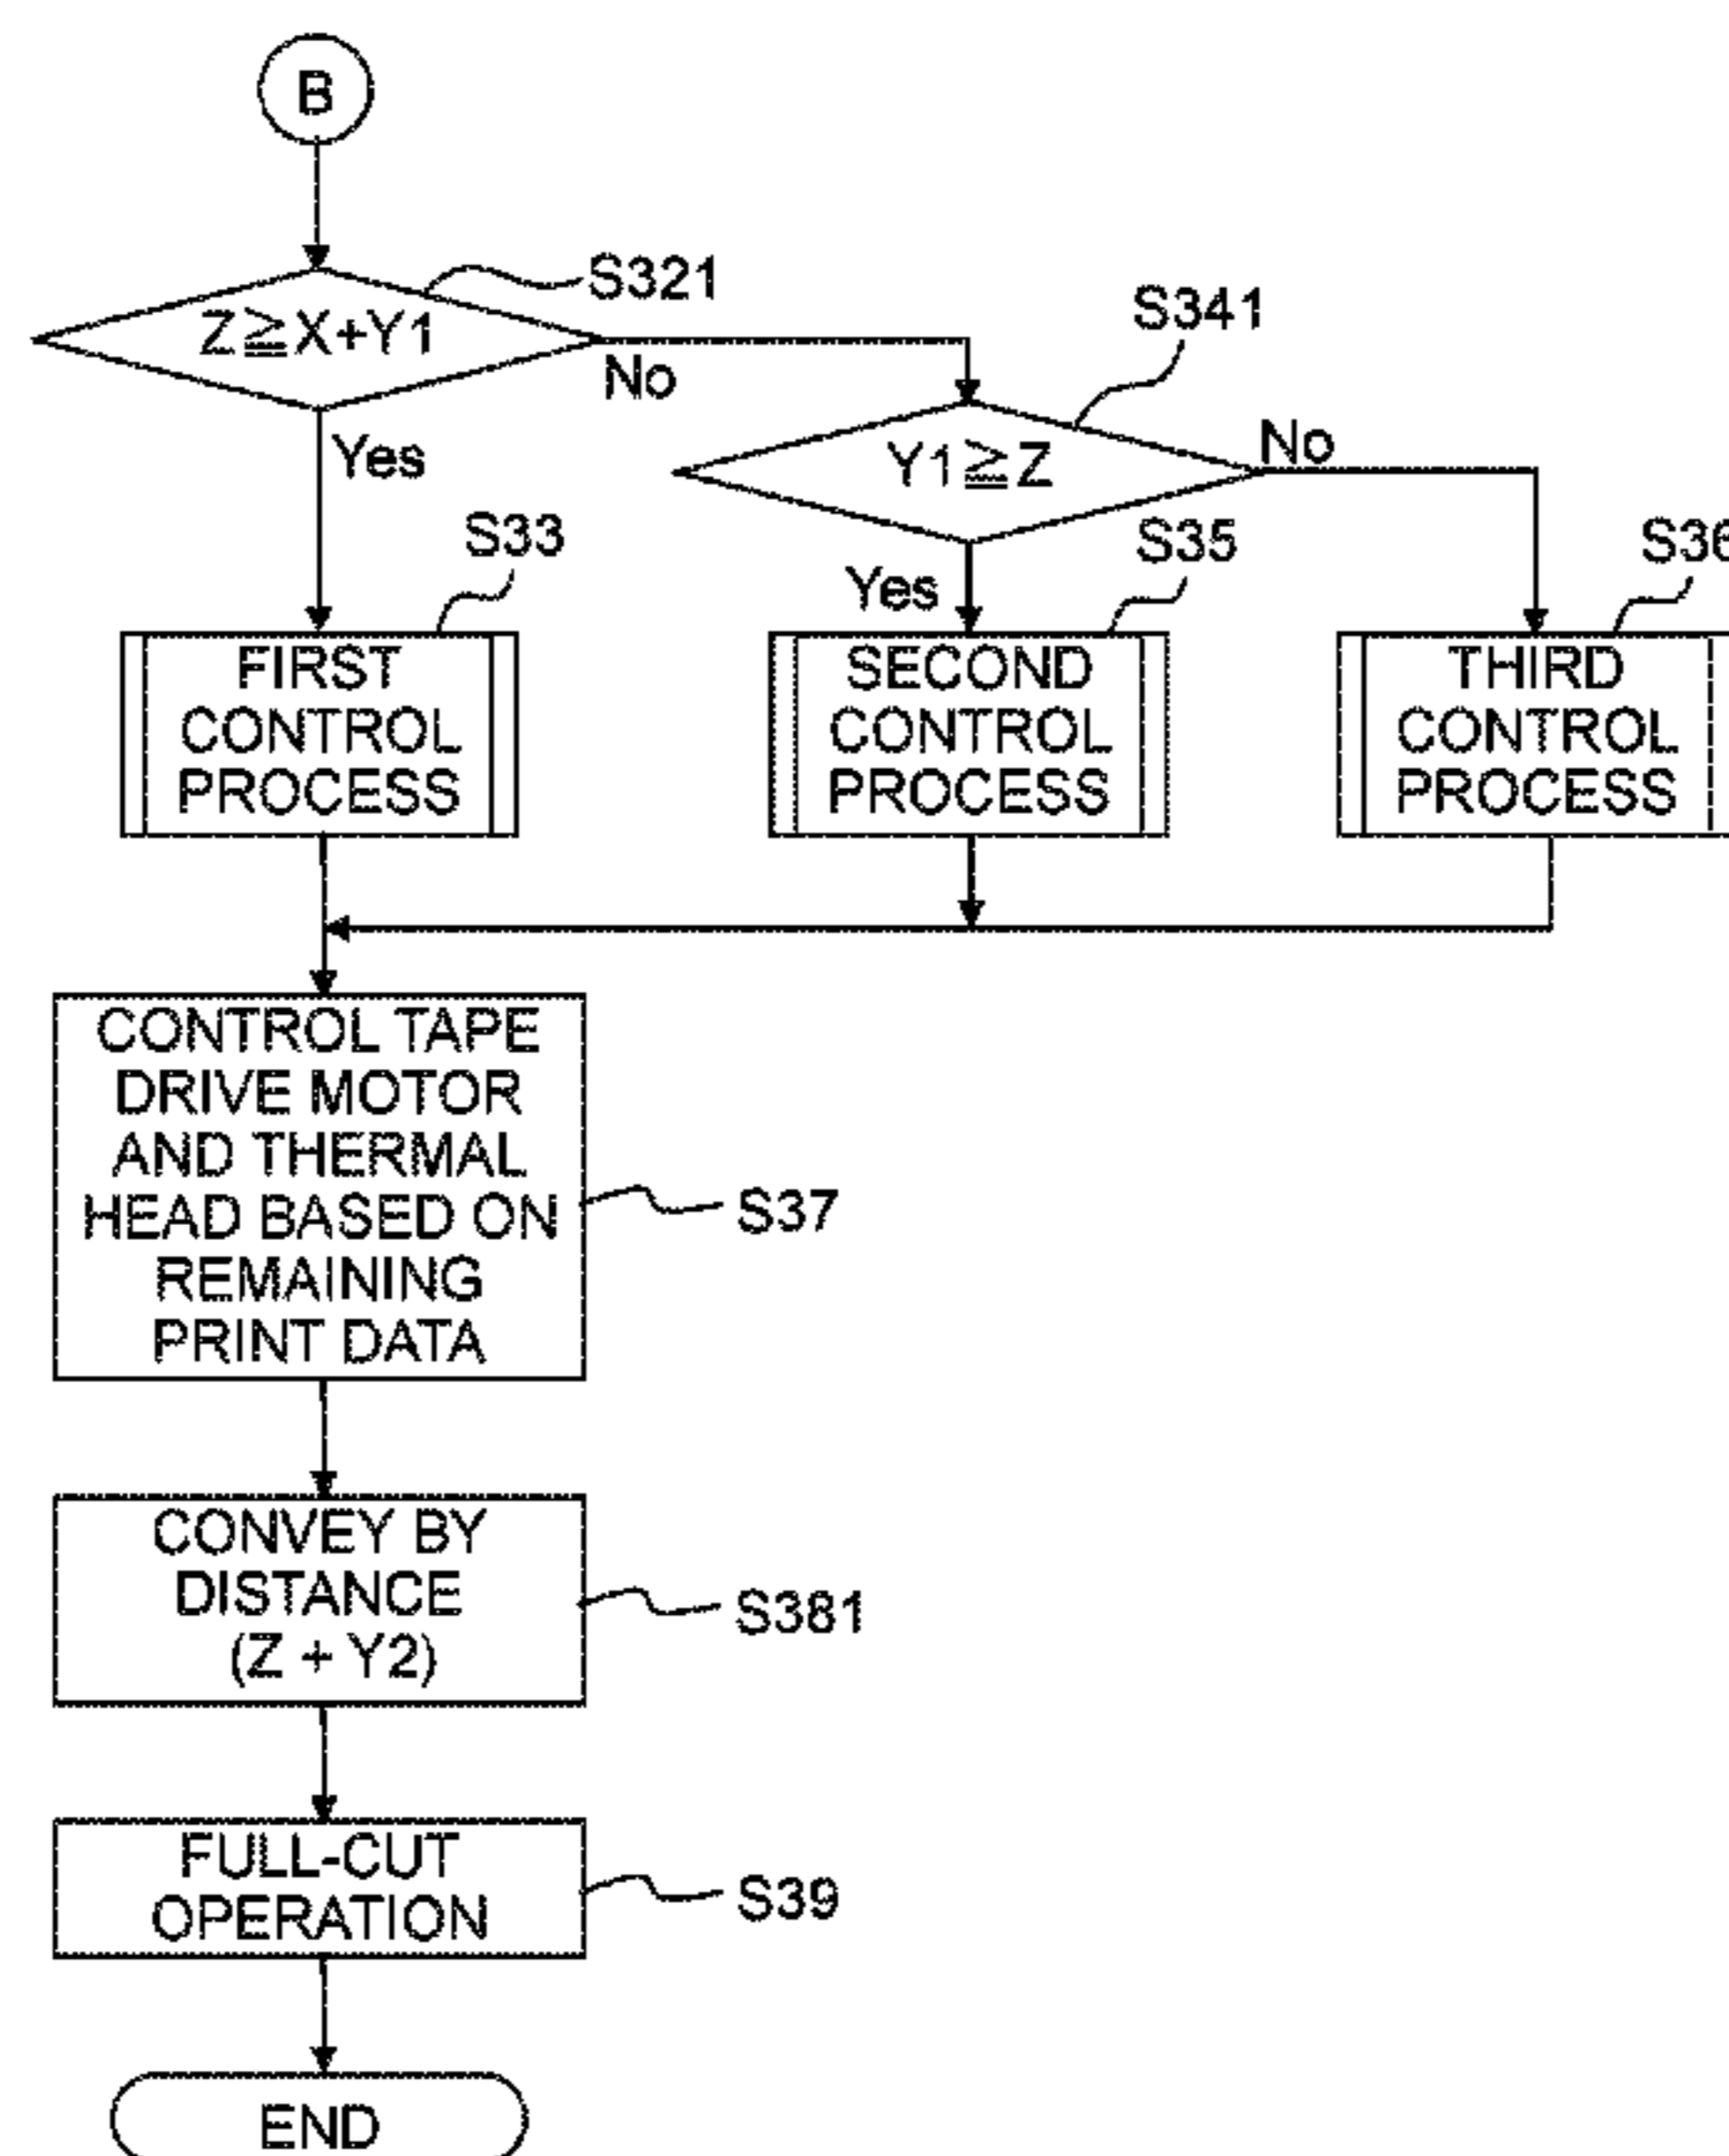 B
S321
Z≧X+Y1
No
Yes
S341
Y1≧Z
No
Yes
S33
S35
FIRST
CONTROL
PROCESS
SECOND
CONTROL
PROCESS
THIRD
CONTROL
PROCESS
CONTROL TAPE
DRIVE MOTOR
AND THERMAL
HEAD BASED ON
REMAINING
PRINT DATA
S37
CONVEY BY
DISTANCE
(Z + Y2)
S381
FULL-CUT
OPERATION
S39
END